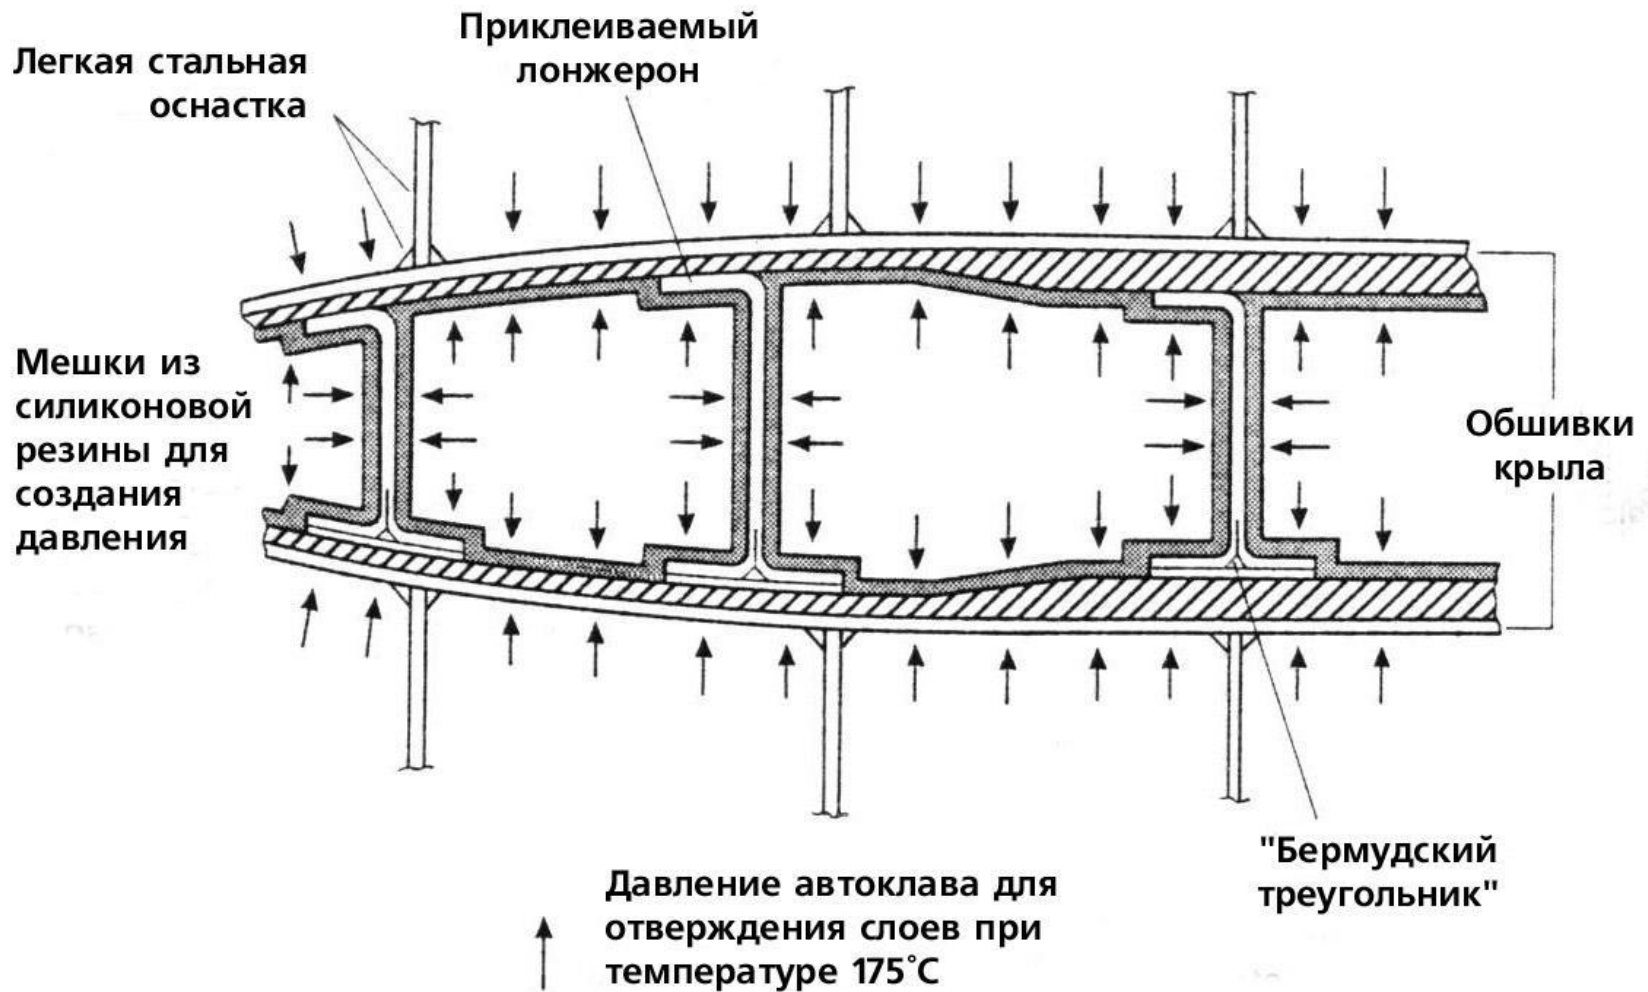 Приклеиваемый
лонжерон
Легкая стальная
оснастка
Мешки из
силиконовой
резины для
создания
давления
Обшивки
крыла
"Бермудский
треугольник"
Давление автоклава для
отверждения слоев при
температуре 175˚С